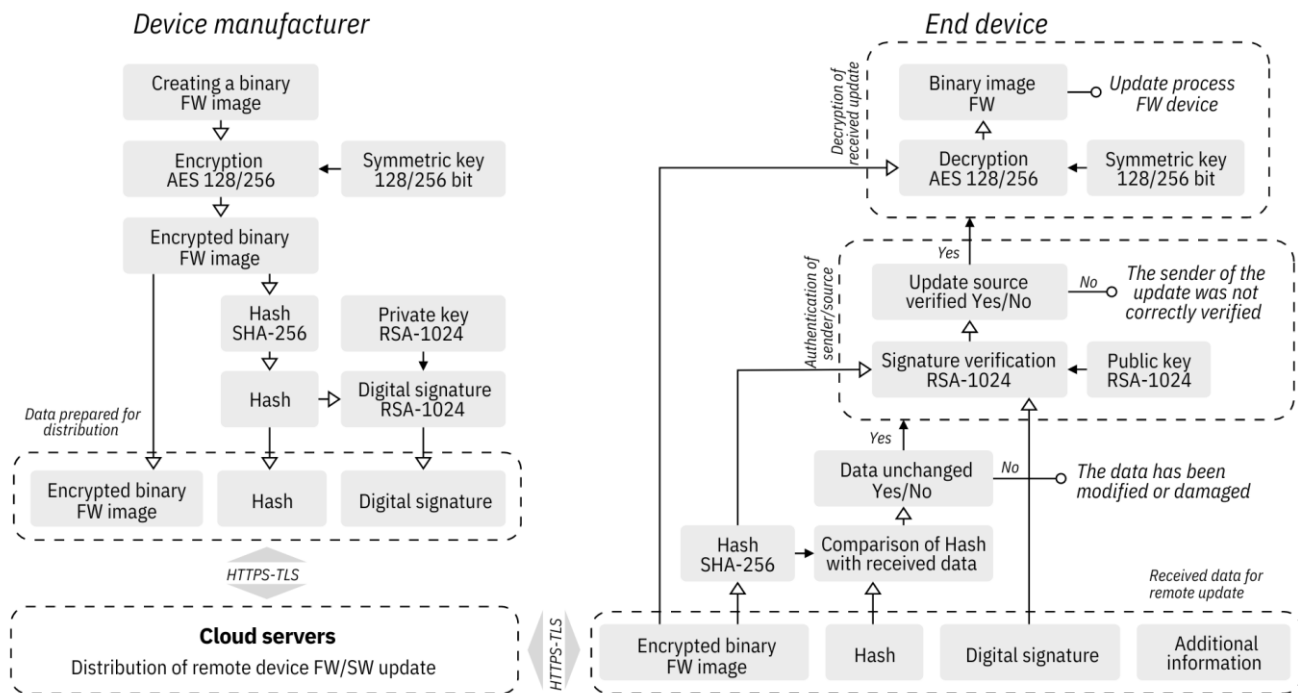 Device manufacturer
Creating a binary
FW image
Encryption
AES 128/256
Symmetric key
128/256 bit
Encrypted binary
FW image
Hash
SHA-256
Private key
RSA-1024
Hash
Digital signature
RSA-1024
Data prepared for
distribution
Encrypted binary
FW image
Hash
Digital signature
HTTPS-TLS
Cloud servers
Distribution of remote device FW/SW update
HTTPS-TLS
End device
Decryption of
received update
Binary image
FW
Update process
FW device
Decryption
AES 128/256
Symmetric key
128/256 bit
Yes
Authentication of
sender/source
Update source
verified Yes/No
No
The sender of the
update was not
correctly verified
Signature verification
RSA-1024
Public key
RSA-1024
Yes
Data unchanged
Yes/No
No
The data has been
modified or damaged
Hash
SHA-256
Comparison of Hash
with received data
Received data for
remote update
Encrypted binary
FW image
Hash
Digital signature
Additional
information